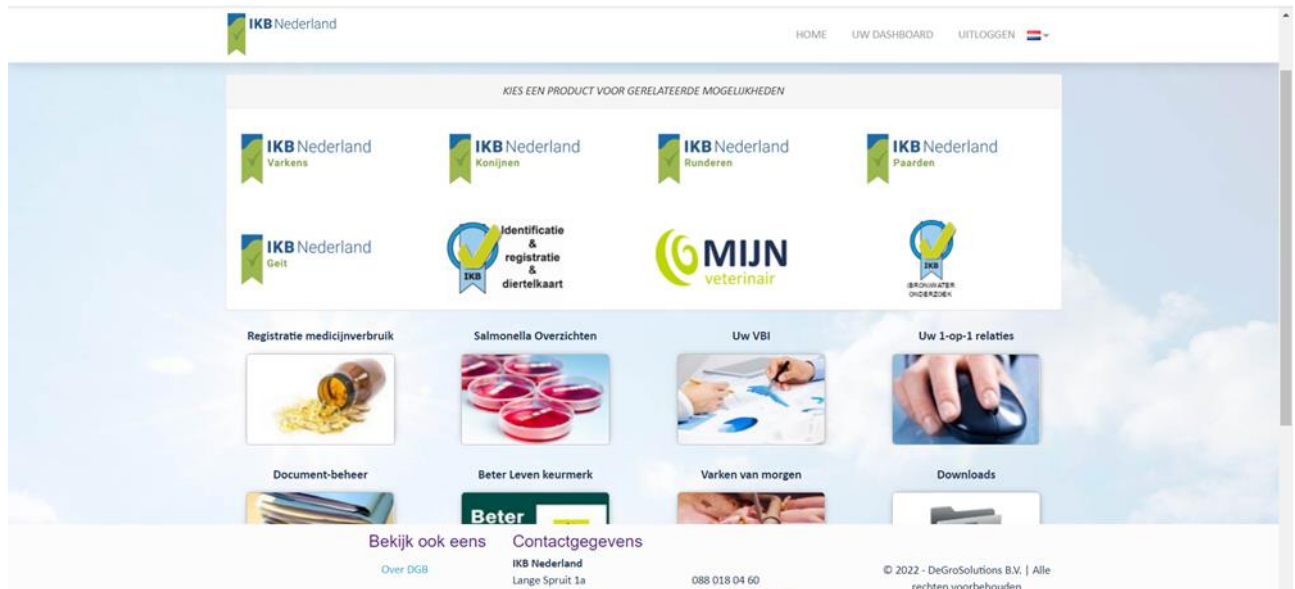 IKB Nederland
HOME UW DASHBOARD UITLOGGEN
KIES EEN PRODUCT VOOR GERELATEERDE MOGELIJKHEDEN
IKB Nederland
Varkens
IKB Nederland
Konijnen
IKB Nederland
Runderen
IKB Nederland
Paarden
IKB Nederland
Geit
IKB
Identificatie
&
registratie
&
diertelkaart
MIJN
veterinair
IKB
(BRON)WATER
ONDERZOEK
Registratie medicijnverbruik
Salmonella Overzichten
Uw VBI
Uw 1-op-1 relaties
Document-beheer
Beter Leven keurmerk
Varken van morgen
Downloads
Beter
Bekijk ook eens
Over DGB
Contactgegevens
IKB Nederland
Lange Spruit 1a
088 018 04 60
© 2022 - DeGroSolutions B.V. | Alle
rechten voorbehouden